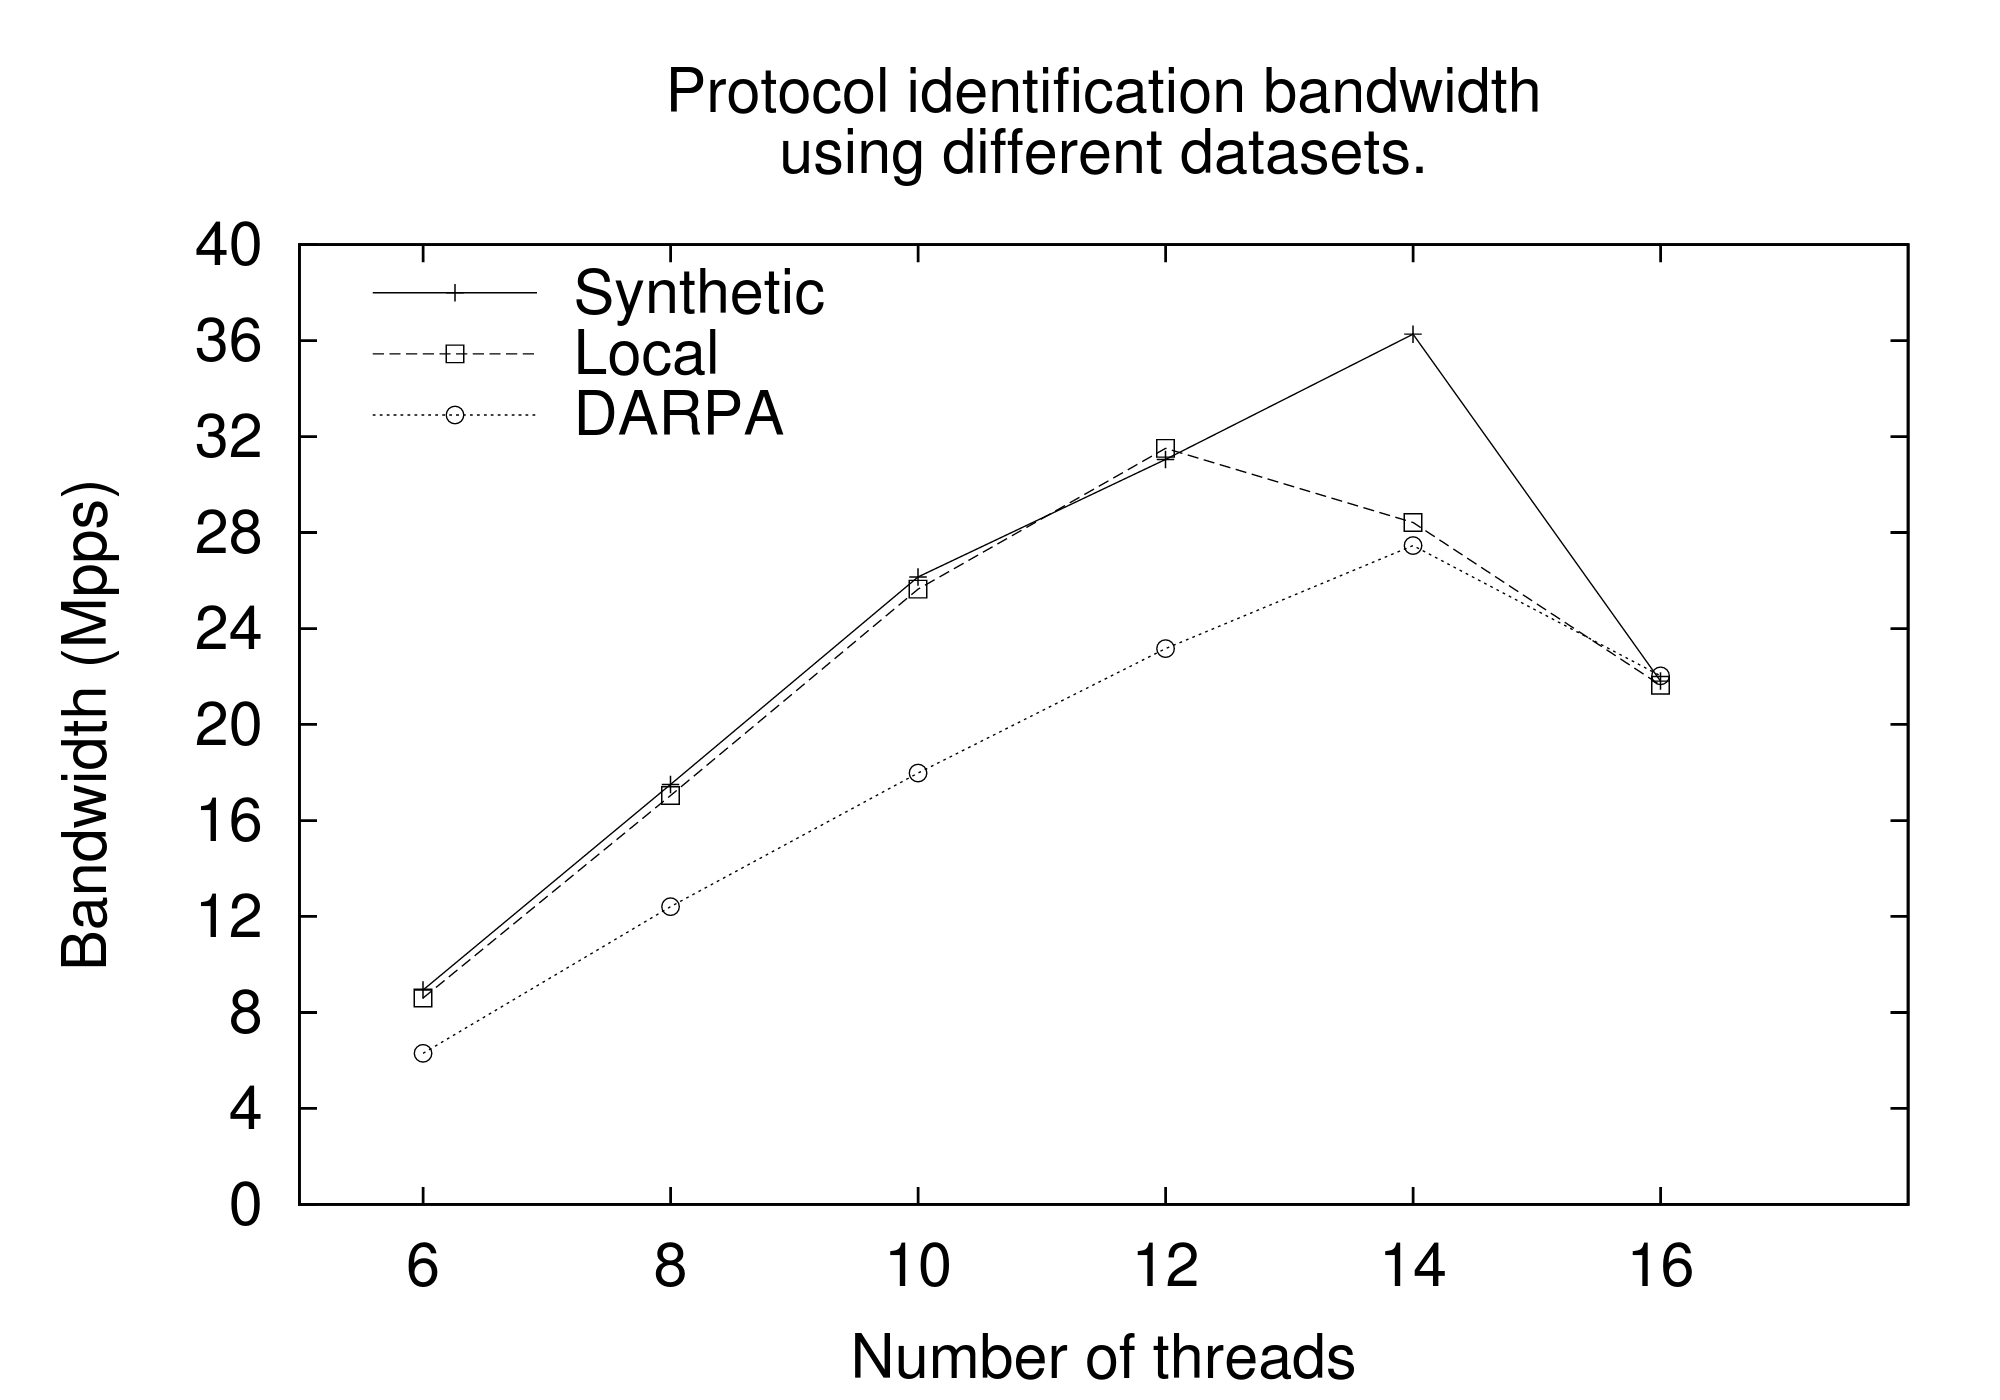 Protocol identification bandwidth
using different datasets.
40
36
32
28
24
20
16
12
8
4
0
Synthetic
Local
DARPA
Bandwidth (Mpps)
6 8 10 12 14 16
Number of threads